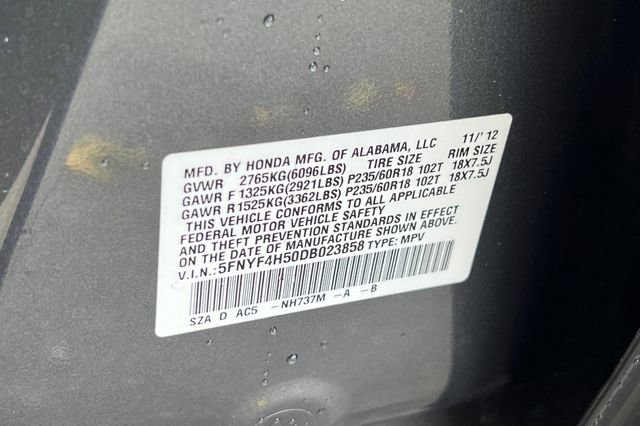 MFD. BY HONDA MFG. OF ALABAMA, LLC 11/'12
GVWR 2765KG(6096LBS) TIRE SIZE RIM SIZE
GAWR F1325KG(2921LBS) P235/60R18 102T 18X7.5J
GAWR R1525KG(3362LBS) P235/60R18 102T 18X7.5J
THIS VEHICLE CONFORMS TO ALL APPLICABLE
FEDERAL MOTOR VEHICLE SAFETY
AND THEFT PREVENTION STANDARDS IN EFFECT
ON THE DATE OF MANUFACTURE SHOWN ABOVE.
V.I.N.:5FNYF4H50DB023858 TYPE: MPV
SZA D AC5 -NH737M -A -B